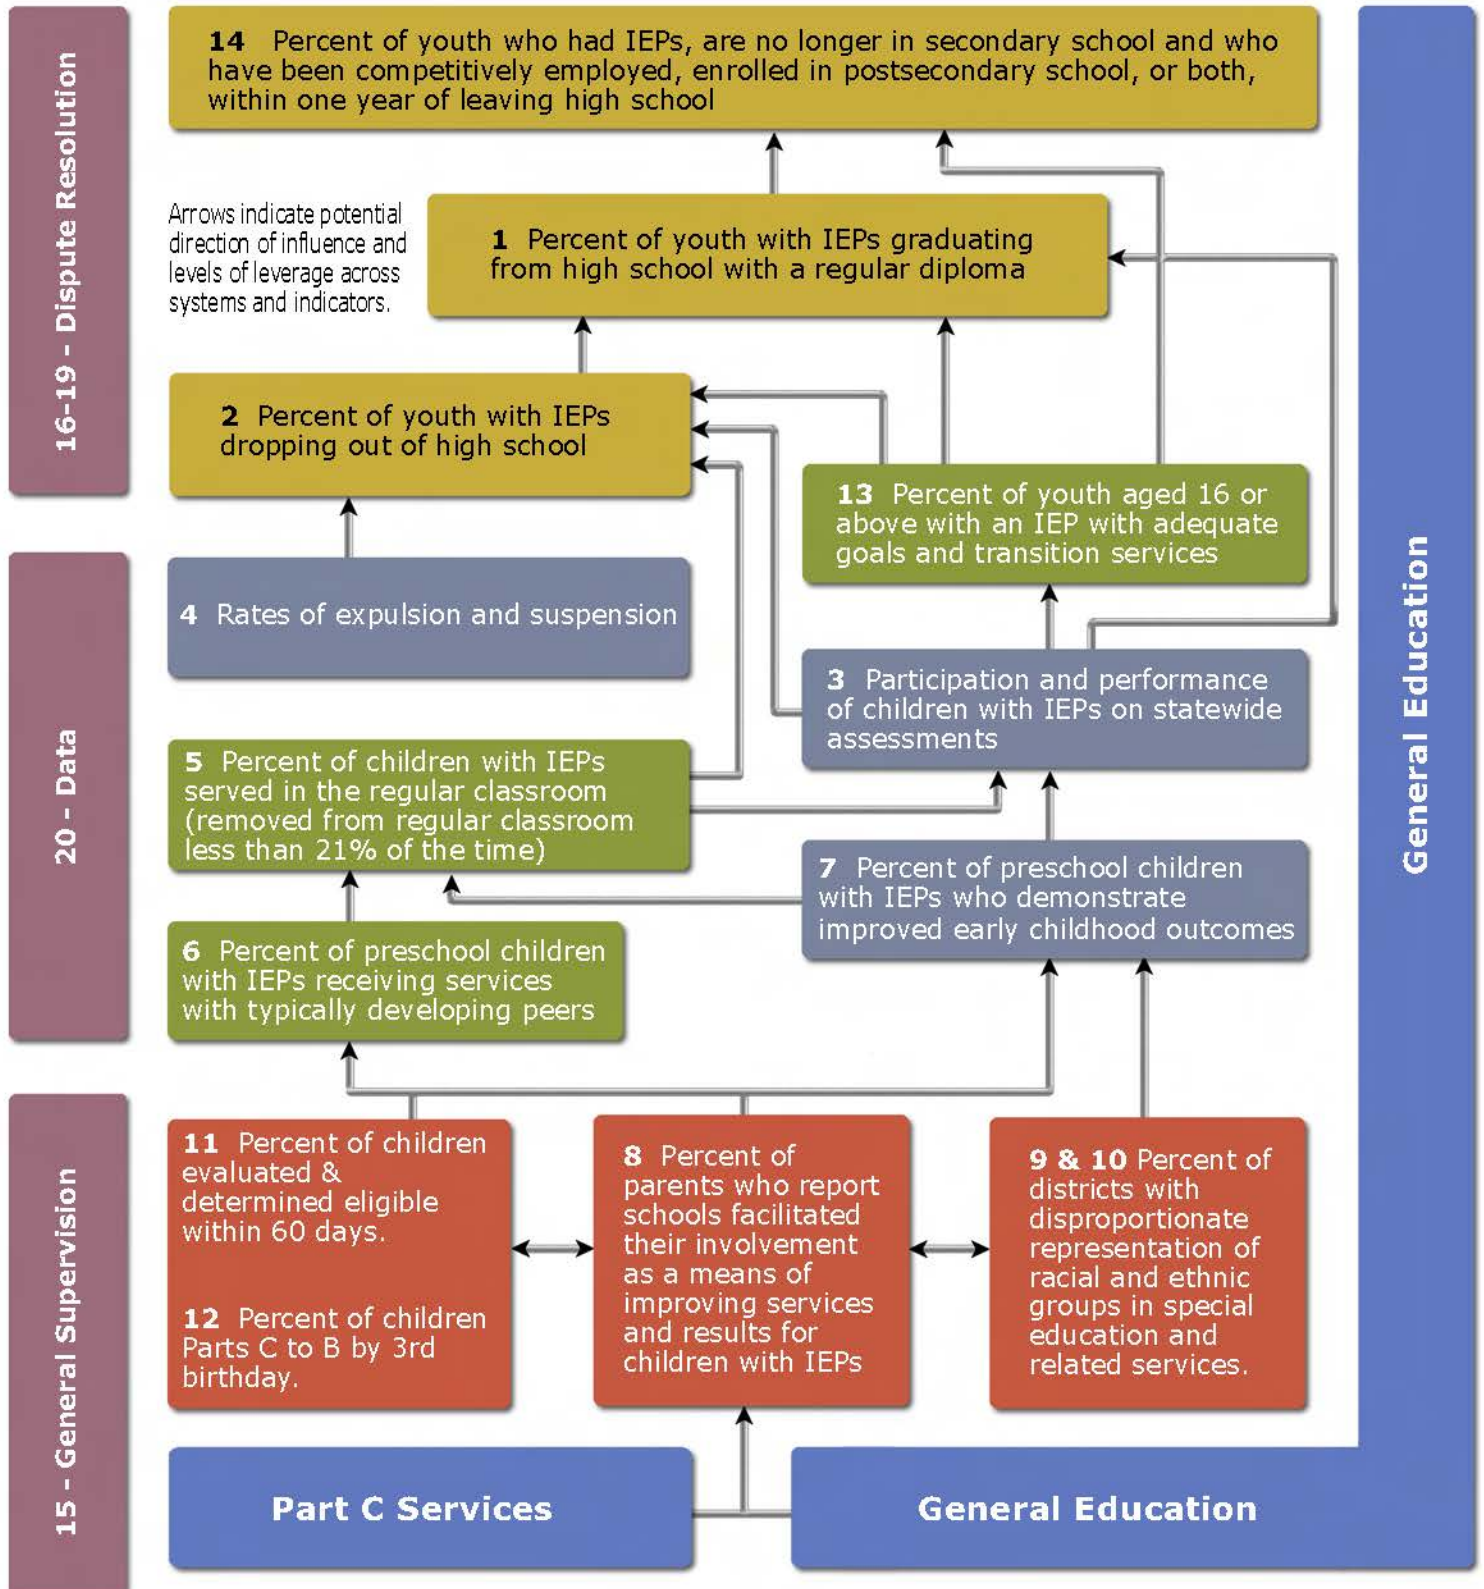 16-19 - Dispute Resolution
20 - Data
15 - General Supervision
14 Percent of youth who had IEPs, are no longer in secondary school and who
have been competitively employed, enrolled in postsecondary school, or both,
within one year of leaving high school
Arrows indicate potential
direction of influence and
levels of leverage across
systems and indicators.
1 Percent of youth with IEPs graduating
from high school with a regular diploma
2 Percent of youth with IEPs
dropping out of high school
13 Percent of youth aged 16 or
above with an IEP with adequate
goals and transition services
4 Rates of expulsion and suspension
3 Participation and performance
of children with IEPs on statewide
assessments
5 Percent of children with IEPs
served in the regular classroom
(removed from regular classroom
less than 21% of the time)
7 Percent of preschool children
with IEPs who demonstrate
improved early childhood outcomes
6 Percent of preschool children
with IEPs receiving services
with typically developing peers
11 Percent of children
evaluated &
determined eligible
within 60 days.
12 Percent of children
Parts C to B by 3rd
birthday.
8 Percent of
parents who report
schools facilitated
their involvement
as a means of
improving services
and results for
children with IEPs
9 & 10 Percent of
districts with
disproportionate
representation of
racial and ethnic
groups in special
education and
related services.
Part C Services
General Education
General Education